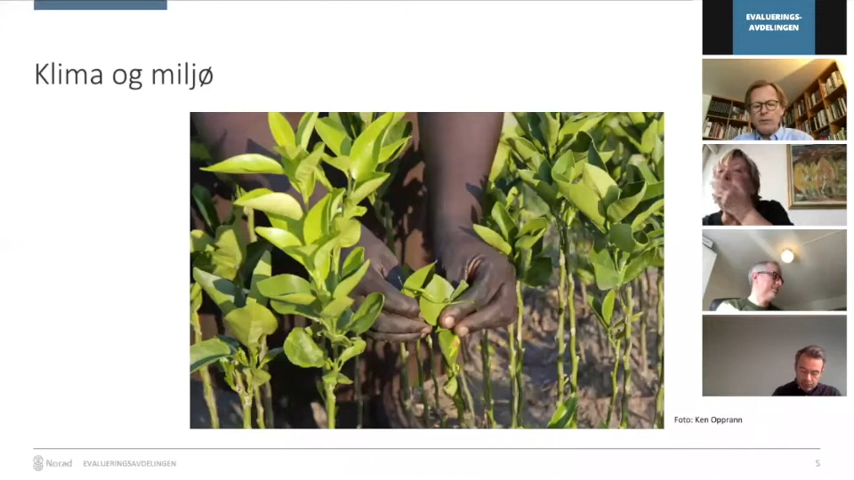 EVALUERINGS-
AVDELINGEN
Klima og miljø
Foto: Ken Opprann
Norad EVALUERINGSAVDELINGEN
5